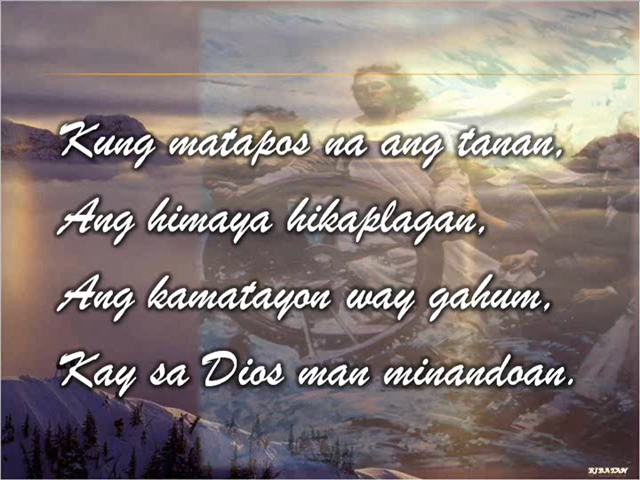 Kung matapos na ang tanan,
Ang himaya hikaplagan,
Ang kamatayon way gahum,
Kay sa Dios man minandoan.